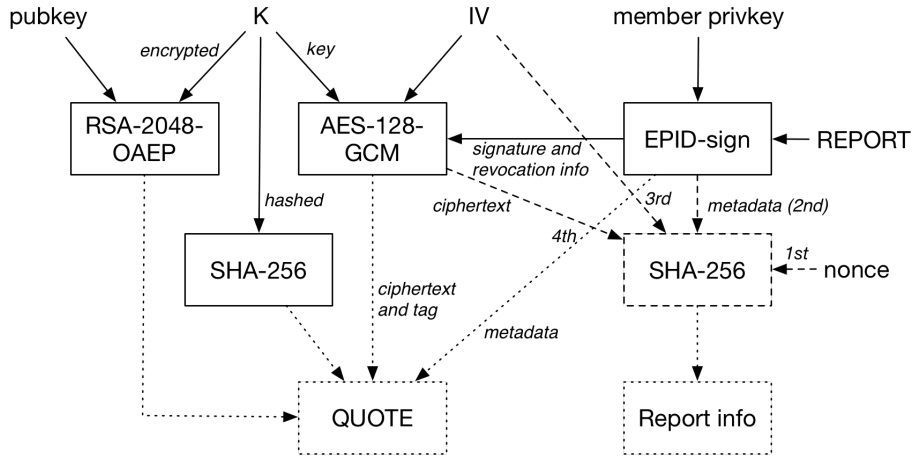 pubkey
K
IV
member privkey
encrypted
key
RSA-2048-
OAEP
AES-128-
GCM
EPID-sign
REPORT
signature and
revocation info
hashed
ciphertext
3rd
metadata (2nd)
4th
1st
SHA-256
SHA-256
nonce
ciphertext
and tag
metadata
QUOTE
Report info